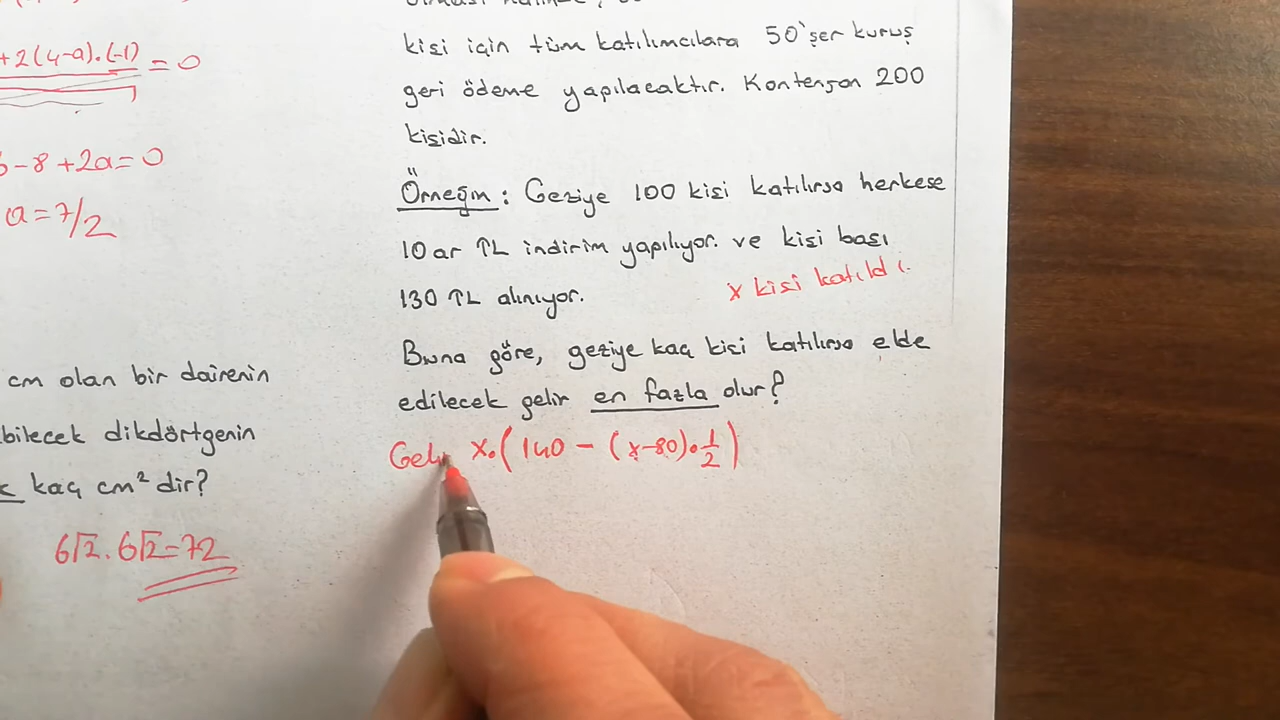 +2(4-a).(-1) = 0
-8+2a=0
a=7/2
cm olan bir dairenin
bilecek dikdörtgenin
kaç cm² dir?
6√2 . 6√2=72
kişi için tüm katılımcılara 50'şer kuruş
geri ödeme yapılacaktır. Kontenjan 200
kişidir.
Örneğin: Geziye 100 kişi katılırsa herkese
10 ar TL indirim yapılıyor. ve kişi başı
130 TL alınıyor.
x kişi katıldı.
Buna göre, geziye kaç kişi katılırsa elde
edilecek gelir en fazla olur?
Geli x.(140 - (x-80).1/2)